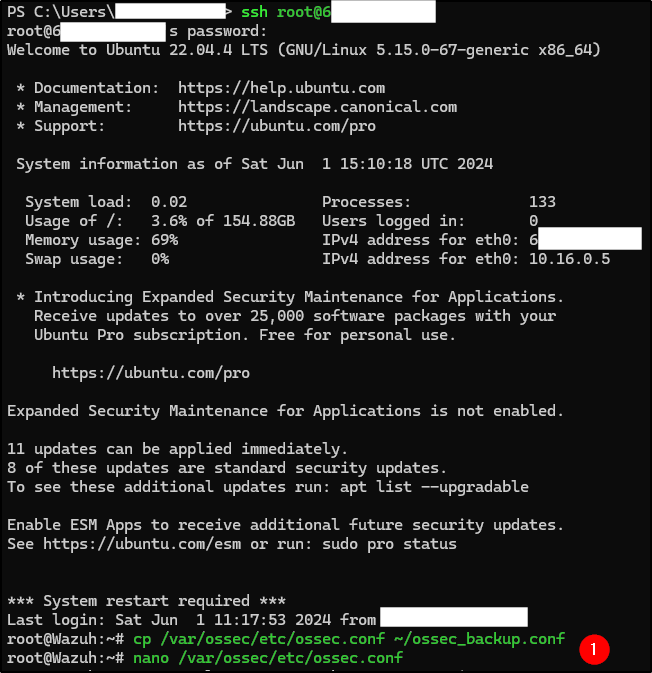 PS C:\Users\ > ssh root@6
root@6 s password:
Welcome to Ubuntu 22.04.4 LTS (GNU/Linux 5.15.0-67-generic x86_64)
* Documentation:  https://help.ubuntu.com
* Management:     https://landscape.canonical.com
* Support:        https://ubuntu.com/pro
System information as of Sat Jun  1 15:10:18 UTC 2024
System load:  0.02               Processes:             133
Usage of /:   3.6% of 154.88GB   Users logged in:       0
Memory usage: 69%                IPv4 address for eth0: 6
Swap usage:   0%                 IPv4 address for eth0: 10.16.0.5
* Introducing Expanded Security Maintenance for Applications.
Receive updates to over 25,000 software packages with your
Ubuntu Pro subscription. Free for personal use.
https://ubuntu.com/pro
Expanded Security Maintenance for Applications is not enabled.
11 updates can be applied immediately.
8 of these updates are standard security updates.
To see these additional updates run: apt list --upgradable
Enable ESM Apps to receive additional future security updates.
See https://ubuntu.com/esm or run: sudo pro status
*** System restart required ***
Last login: Sat Jun  1 11:17:53 2024 from
root@Wazuh:~# cp /var/ossec/etc/ossec.conf ~/ossec_backup.conf
root@Wazuh:~# nano /var/ossec/etc/ossec.conf
1